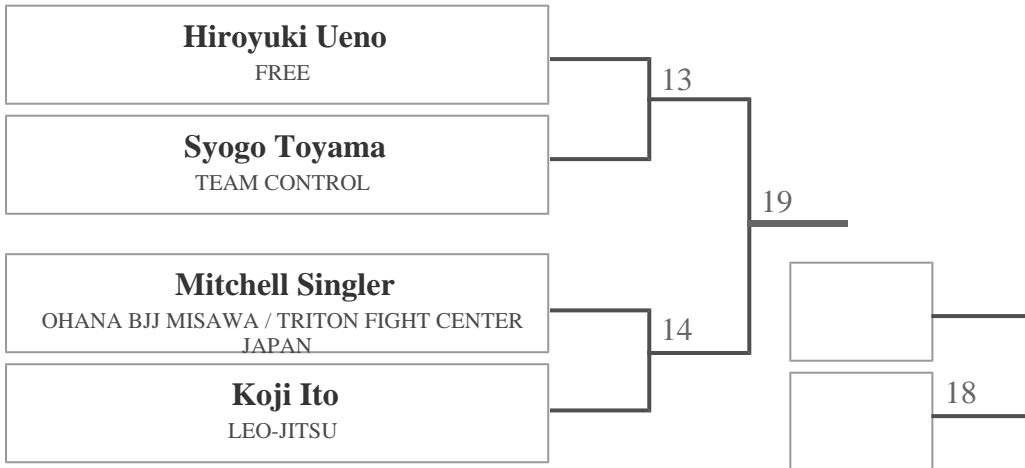 Hiroyuki Ueno
FREE
13
Syogo Toyama
TEAM CONTROL
19
Mitchell Singler
OHANA BJJ MISAWA / TRITON FIGHT CENTER
JAPAN
14
Koji Ito
LEO-JITSU
18